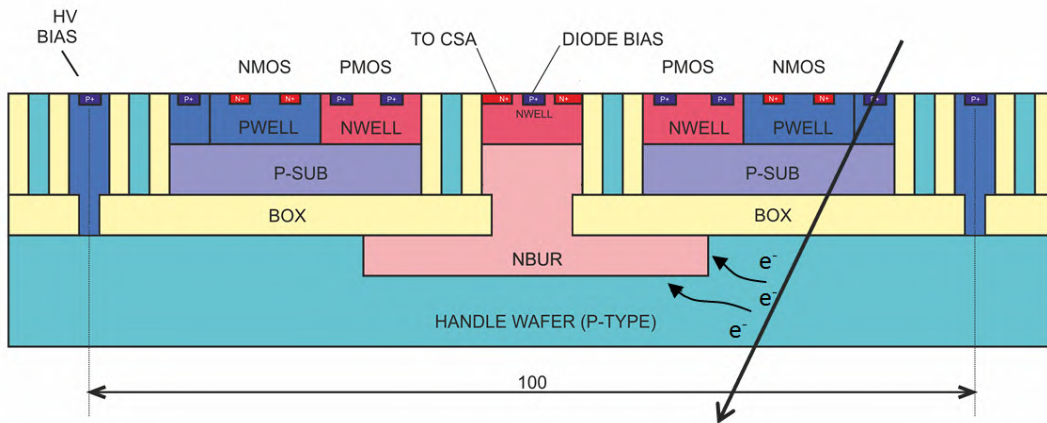 HV
BIAS
TO CSA
DIODE BIAS
NMOS
PMOS
PMOS
NMOS
P+
P+
N+
N+
P+
P+
N+
P+
N+
P+
P+
N+
N+
P+
P+
PWELL
NWELL
NWELL
NWELL
PWELL
P-SUB
P-SUB
BOX
BOX
NBUR
e-
e-
e-
HANDLE WAFER (P-TYPE)
100